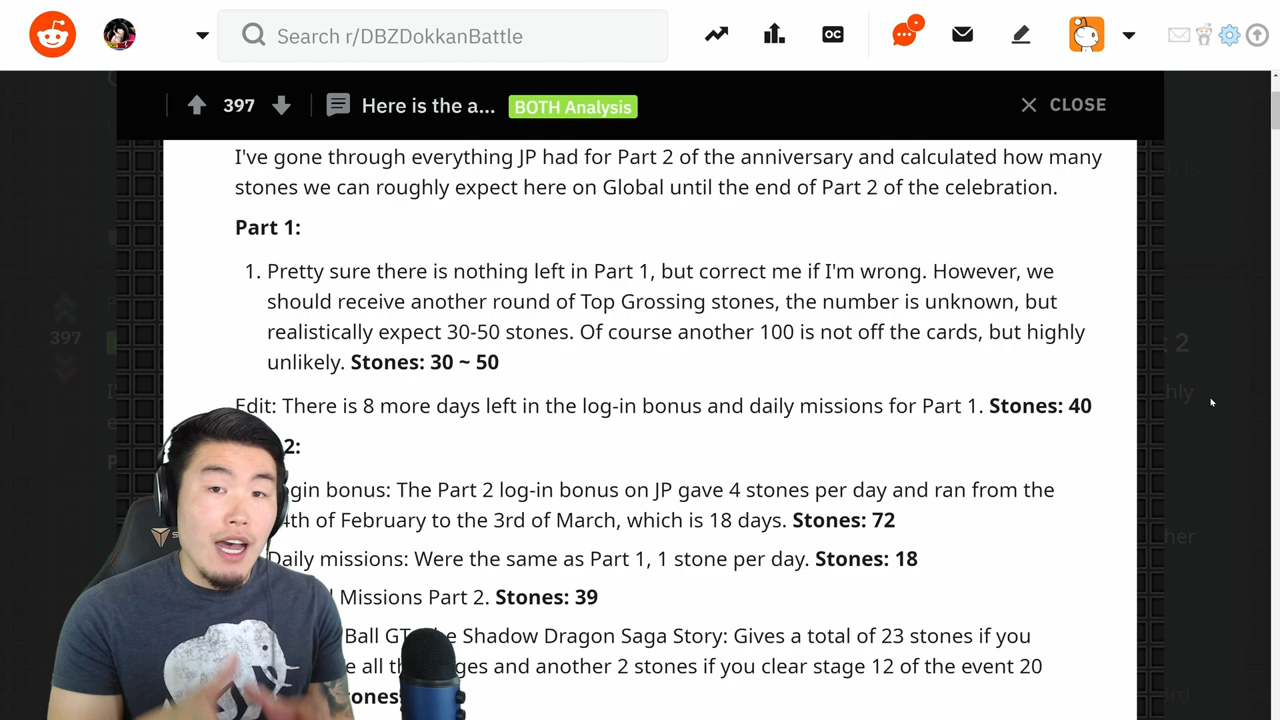 Search r/DBZDokkanBattle
OC
397
Here is the a...
BOTH Analysis
CLOSE
I've gone through everything JP had for Part 2 of the anniversary and calculated how many
stones we can roughly expect here on Global until the end of Part 2 of the celebration.
Part 1:
1. Pretty sure there is nothing left in Part 1, but correct me if I'm wrong. However, we
should receive another round of Top Grossing stones, the number is unknown, but
realistically expect 30-50 stones. Of course another 100 is not off the cards, but highly
unlikely. Stones: 30 ~ 50
397
Edit: There is 8 more days left in the log-in bonus and daily missions for Part 1. Stones: 40
2:
bonus: The Part 2 log-in bonus on JP gave 4 stones per day and ran from the
of February to the 3rd of March, which is 18 days. Stones: 72
Daily missions: Were the same as Part 1, 1 stone per day. Stones: 18
Missions Part 2. Stones: 39
Ball GT Shadow Dragon Saga Story: Gives a total of 23 stones if you
all and another 2 stones if you clear stage 12 of the event 20